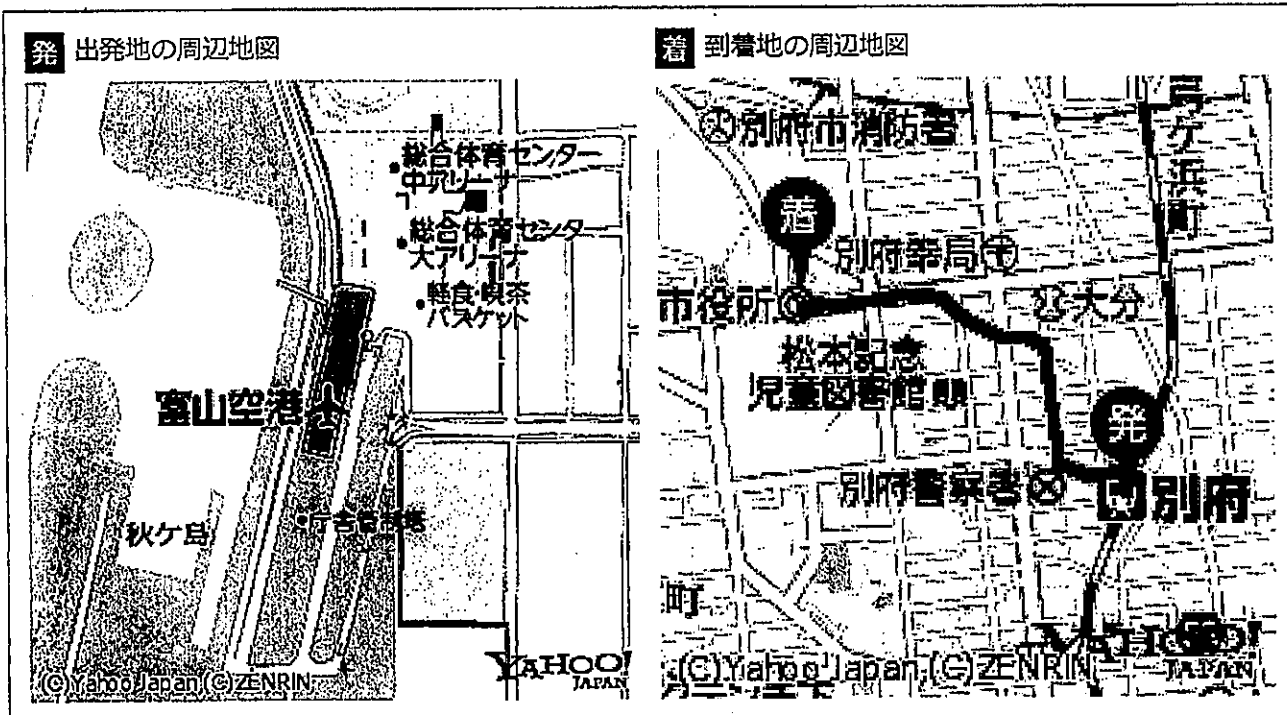 発 出発地の周辺地図
総合体育センター
中アリーナ
総合体育センター
大アリーナ
軽食・喫茶
バスケット
富山空港
秋ケ島
(C)Yahoo Japan,(C)ZENRIN
YAHOO!
JAPAN
着 到着地の周辺地図
別府市消防署
着
市役所
大分
松本記念
児童図書館
発
別府警察署
別府
町
YAHOO!
JAPAN
(C)Yahoo Japan,(C)ZENRIN